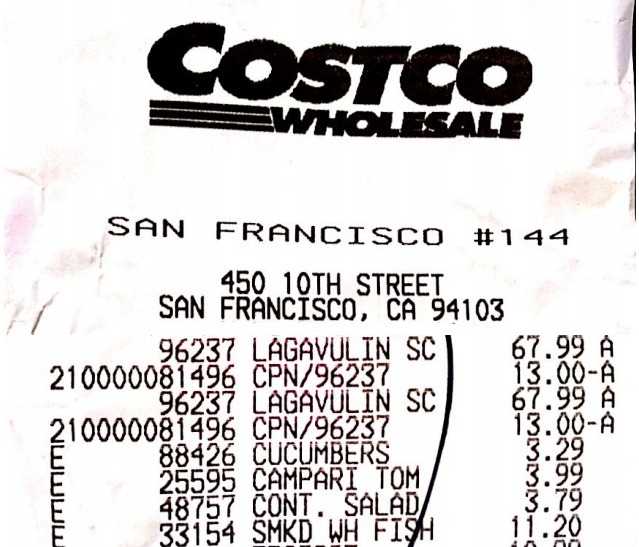 COSTCO
WHOLESALE
SAN FRANCISCO #144
450 10TH STREET
SAN FRANCISCO, CA 94103
96237 LAGAVULIN SC 67.99 A
210000081496 CPN/96237 13.00-A
96237 LAGAVULIN SC 67.99 A
210000081496 CPN/96237 13.00-A
E 88426 CUCUMBERS 3.29
E 25595 CAMPARI TOM 3.99
E 48757 CONT. SALAD 3.79
E 33154 SMKD WH FISH 11.20